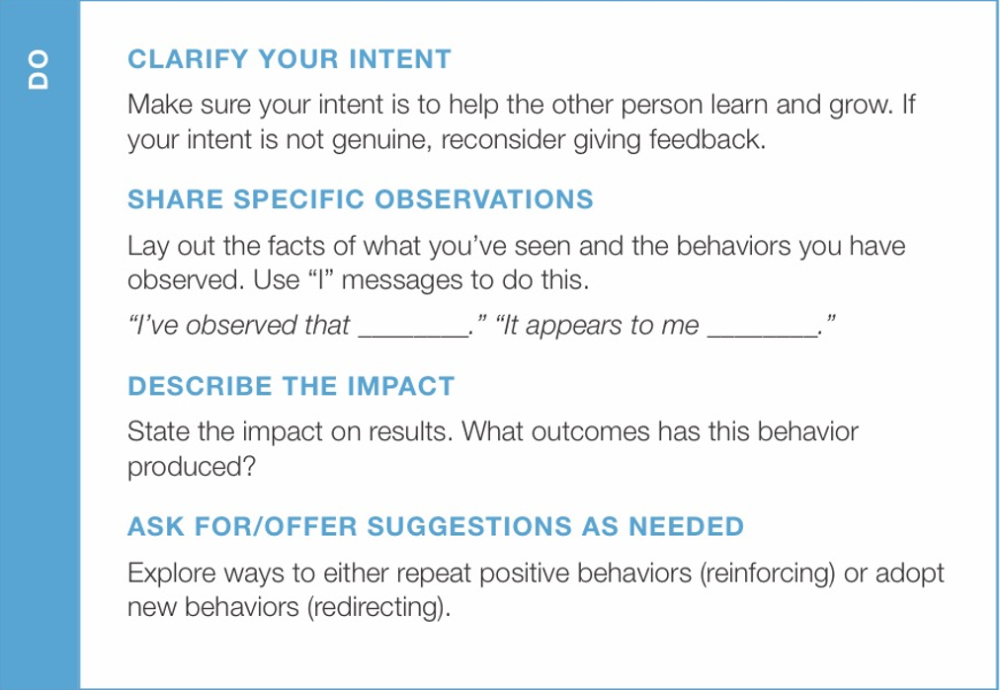 DO
CLARIFY YOUR INTENT
Make sure your intent is to help the other person learn and grow. If
your intent is not genuine, reconsider giving feedback.
SHARE SPECIFIC OBSERVATIONS
Lay out the facts of what you’ve seen and the behaviors you have
observed. Use “I” messages to do this.
“I’ve observed that ________.” “It appears to me ________.”
DESCRIBE THE IMPACT
State the impact on results. What outcomes has this behavior
produced?
ASK FOR/OFFER SUGGESTIONS AS NEEDED
Explore ways to either repeat positive behaviors (reinforcing) or adopt
new behaviors (redirecting).